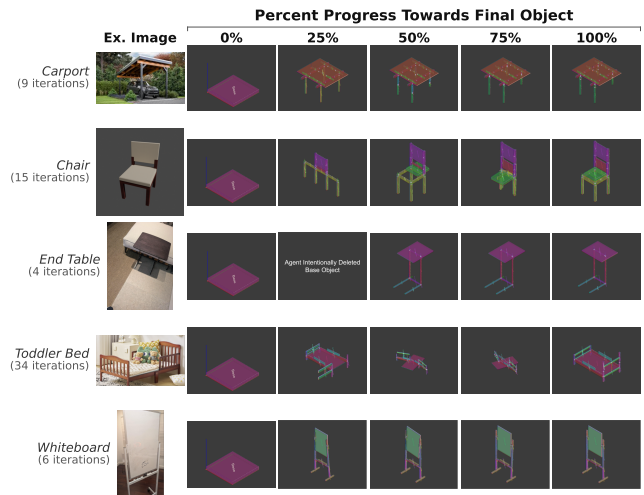 Percent Progress Towards Final Object
Ex. Image 0% 25% 50% 75% 100%
Carport
(9 iterations)
Chair
(15 iterations)
End Table
(4 iterations)
Agent Intentionally Deleted
Base Object
Toddler Bed
(34 iterations)
Whiteboard
(6 iterations)